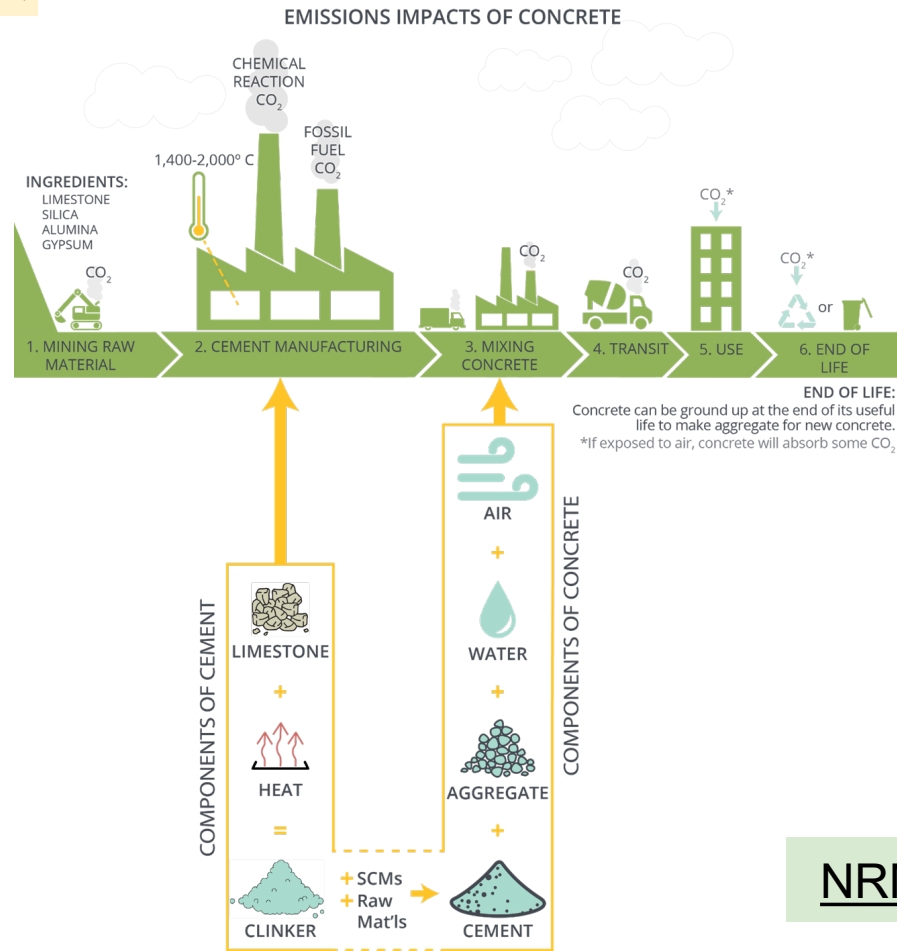 EMISSIONS IMPACTS OF CONCRETE
CHEMICAL
REACTION
CO₂
FOSSIL
FUEL
CO₂
1,400-2,000º C
INGREDIENTS:
LIMESTONE
SILICA
ALUMINA
GYPSUM
CO₂
CO₂
CO₂
CO₂*
CO₂*
or
1. MINING RAW
MATERIAL
2. CEMENT MANUFACTURING
3. MIXING
CONCRETE
4. TRANSIT
5. USE
6. END OF
LIFE
END OF LIFE:
Concrete can be ground up at the end of its useful
life to make aggregate for new concrete.
*If exposed to air, concrete will absorb some CO₂
COMPONENTS OF CEMENT
LIMESTONE
+
HEAT
=
CLINKER
+ SCMs
+ Raw
Mat'ls
COMPONENTS OF CONCRETE
AIR
+
WATER
+
AGGREGATE
+
CEMENT